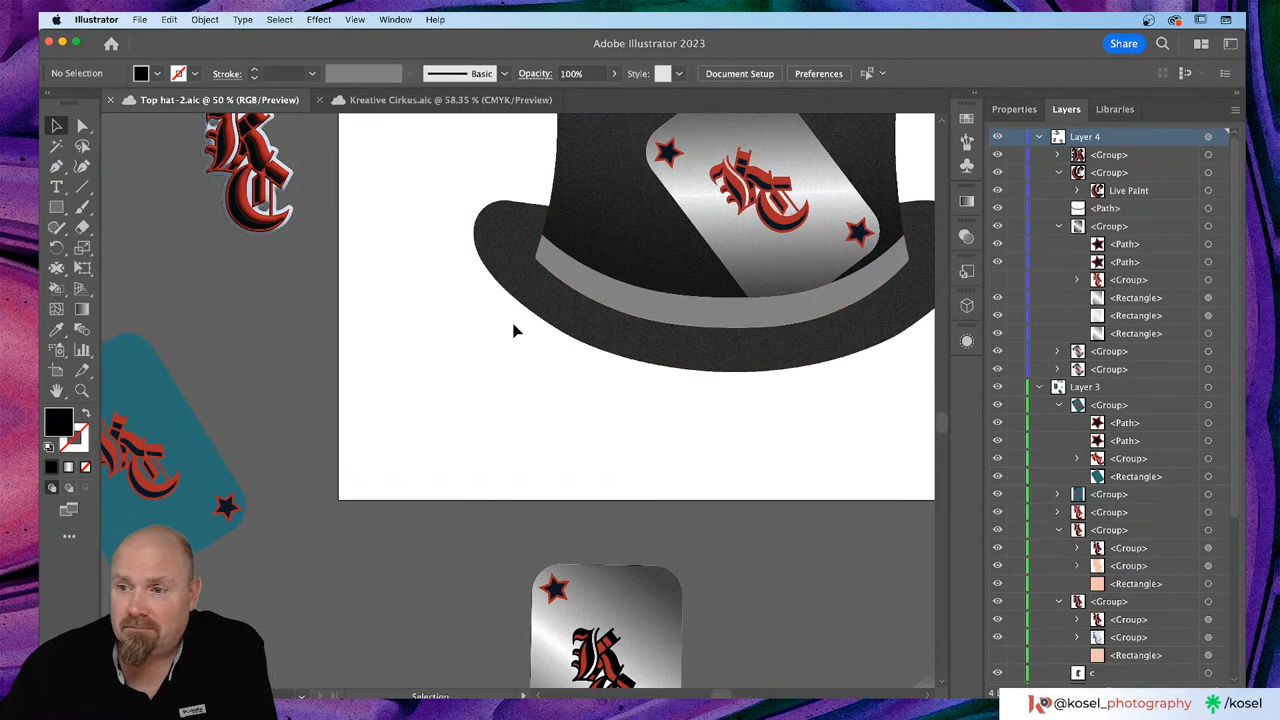 Illustrator File Edit Object Type Select Effect View Window Help
Adobe Illustrator 2023
Share
No Selection Stroke: Basic Opacity: 100% Style: Document Setup Preferences
Top hat-2.aic @ 50 % (RGB/Preview)
Kreative Cirkus.aic @ 58.35 % (CMYK/Preview)
Properties Layers Libraries
Layer 4
<Group>
<Group>
Live Paint
<Path>
<Group>
<Path>
<Path>
<Group>
<Rectangle>
<Rectangle>
<Rectangle>
<Group>
<Group>
Layer 3
<Group>
<Path>
<Path>
<Group>
<Rectangle>
<Group>
<Group>
<Group>
<Group>
<Group>
<Rectangle>
<Group>
<Group>
<Group>
<Rectangle>
c
KC
KC
KC
K
Selection
@kosel_photography /kosel